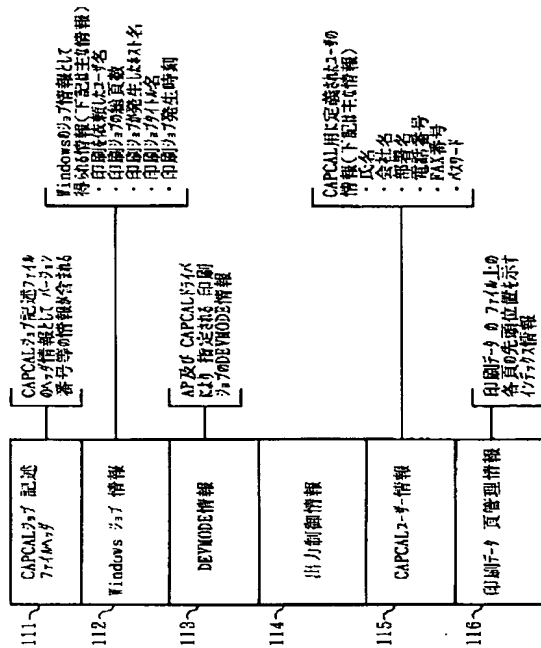 111
CAPCALジョブ 記述
ファイルヘッダ
CAPCALジョブ記述ファイル
のヘッダ情報として バージョン
番号等の情報が含まれる
112
Windows ジョブ 情報
Windowsのジョブ情報として
得られる情報(下記は主な情報)
・印刷を依頼したユーザ名
・印刷ジョブの総頁数
・印刷ジョブが発生したホスト名
・印刷ジョブタイトル名
・印刷ジョブ発生時刻
113
DEVMODE情報
AP及び CAPCALドライバ
により 指定される 印刷
ジョブのDEVMODE情報
114
出力制御情報
115
CAPCALユーザー情報
CAPCAL用に定義されたユーザの
情報(下記は主な情報)
・氏名
・会社名
・部署名
・電話番号
・FAX番号
・パスワード
116
印刷データ 頁管理情報
印刷データ の ファイル上の
各頁の先頭位置を示す
インデックス情報